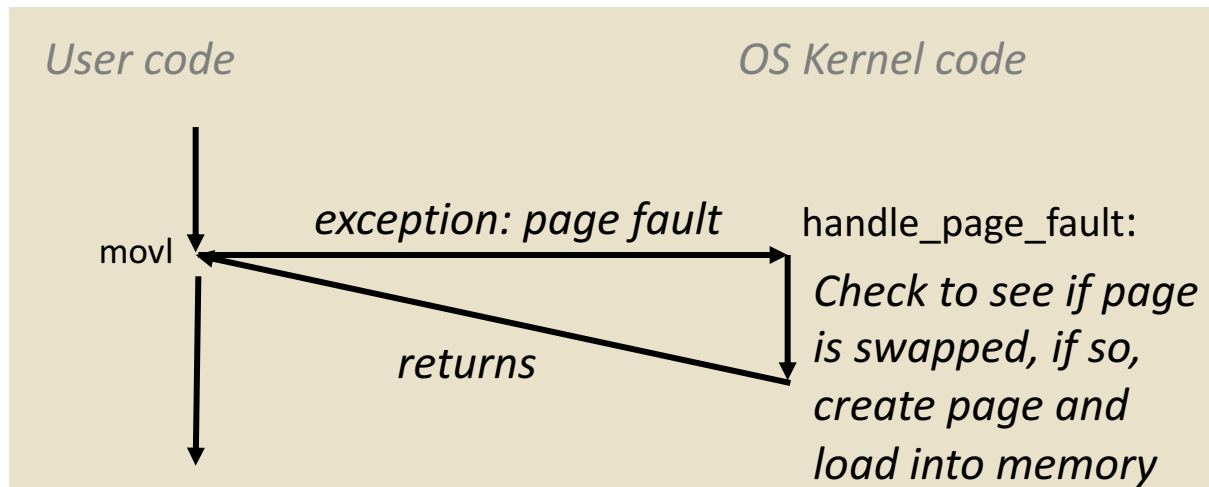 User code
OS Kernel code
exception: page fault
handle_page_fault:
movl
Check to see if page
is swapped, if so,
returns
create page and
load into memory